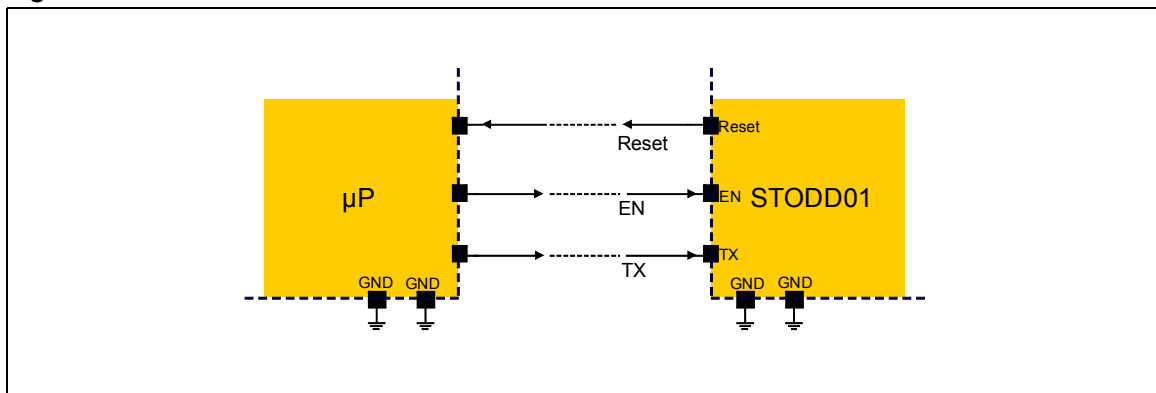 Reset
Reset
µP
EN
EN
STODD01
TX
TX
GND
GND
GND
GND